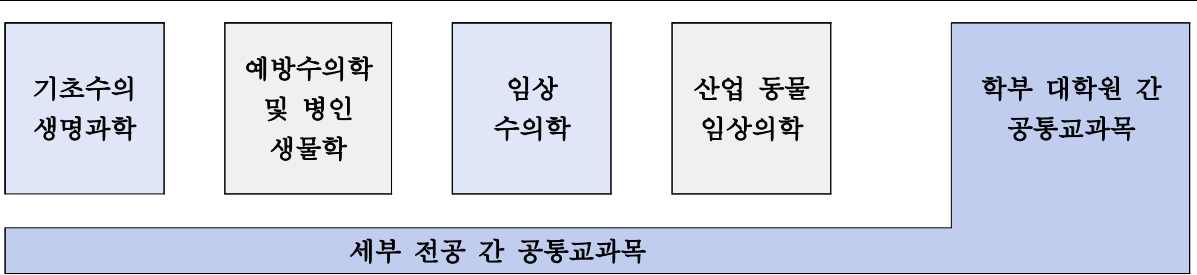 기초수의
생명과학
예방수의학
및 병인
생물학
임상
수의학
산업 동물
임상의학
학부 대학원 간
공통교과목
세부 전공 간 공통교과목